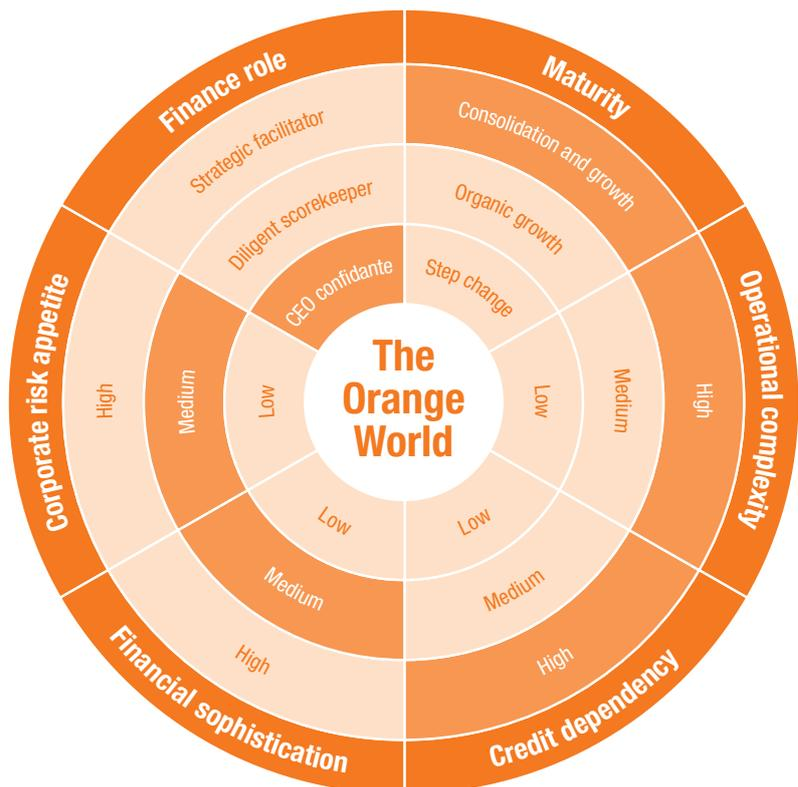 The
Orange
World
Finance role
Strategic facilitator
Diligent scorekeeper
CEO confidante
Maturity
Consolidation and growth
Organic growth
Step change
Operational complexity
High
Medium
Low
Credit dependency
High
Medium
Low
Financial sophistication
High
Medium
Low
Corporate risk appetite
High
Medium
Low